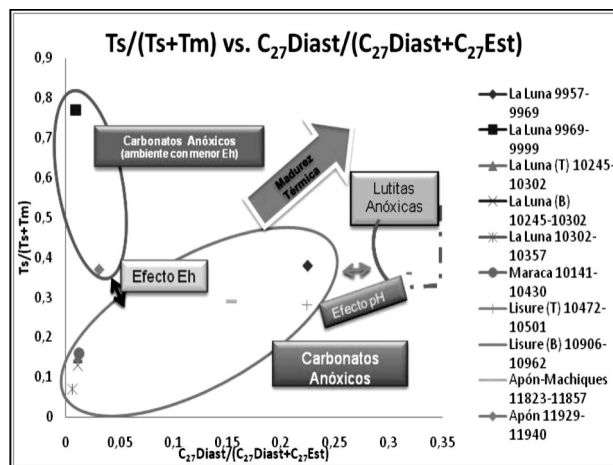 Ts/(Ts+Tm) vs. C27Diast/(C27Diast+C27Est)
0,9
0,8
0,7
0,6
0,5
0,4
0,3
0,2
0,1
0
Ts/(Ts+Tm)
0
0,05
0,1
0,15
0,2
0,25
0,3
0,35
C27Diast/(C27Diast+C27Est)
Carbonatos Anóxicos
(ambiente con menor Eh)
Madurez
Térmica
Lutitas
Anóxicas
Efecto Eh
Efecto pH
Carbonatos
Anóxicos
La Luna 9957-
9969
La Luna 9969-
9999
La Luna (T) 10245-
10302
La Luna (B)
10245-10302
La Luna 10302-
10357
Maraca 10141-
10430
Lisure (T) 10472-
10501
Lisure (B) 10906-
10962
Apón-Machiques
11823-11857
Apón 11929-
11940